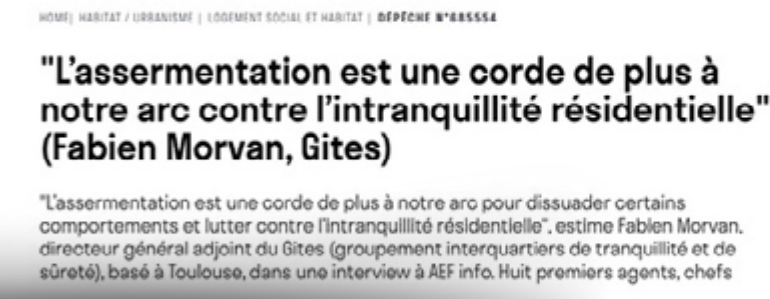 HOME| HABITAT / URBANISME | LOGEMENT SOCIAL ET HABITAT | DÉPÊCHE N°685554
"L'assermentation est une corde de plus à
notre arc contre l'intranquillité résidentielle"
(Fabien Morvan, Gites)
"L'assermentation est une corde de plus à notre arc pour dissuader certains
comportements et lutter contre l'intranquillité résidentielle", estime Fabien Morvan,
directeur général adjoint du Gites (groupement interquartiers de tranquillité et de
sûreté), basé à Toulouse, dans une interview à AEF info. Huit premiers agents, chefs